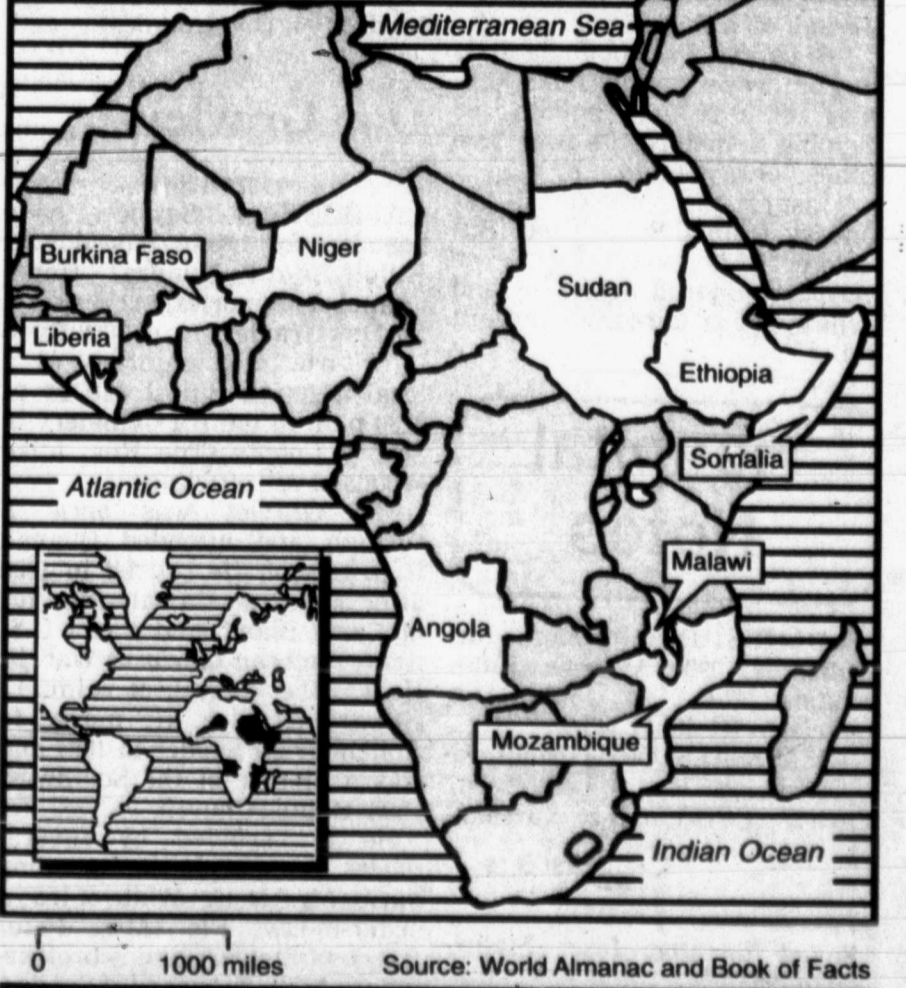 Mediterranean Sea
Burkina Faso
Niger
Sudan
Liberia
Ethiopia
Somalia
Atlantic Ocean
Malawi
Angola
Mozambique
Indian Ocean
0 1000 miles
Source: World Almanac and Book of Facts